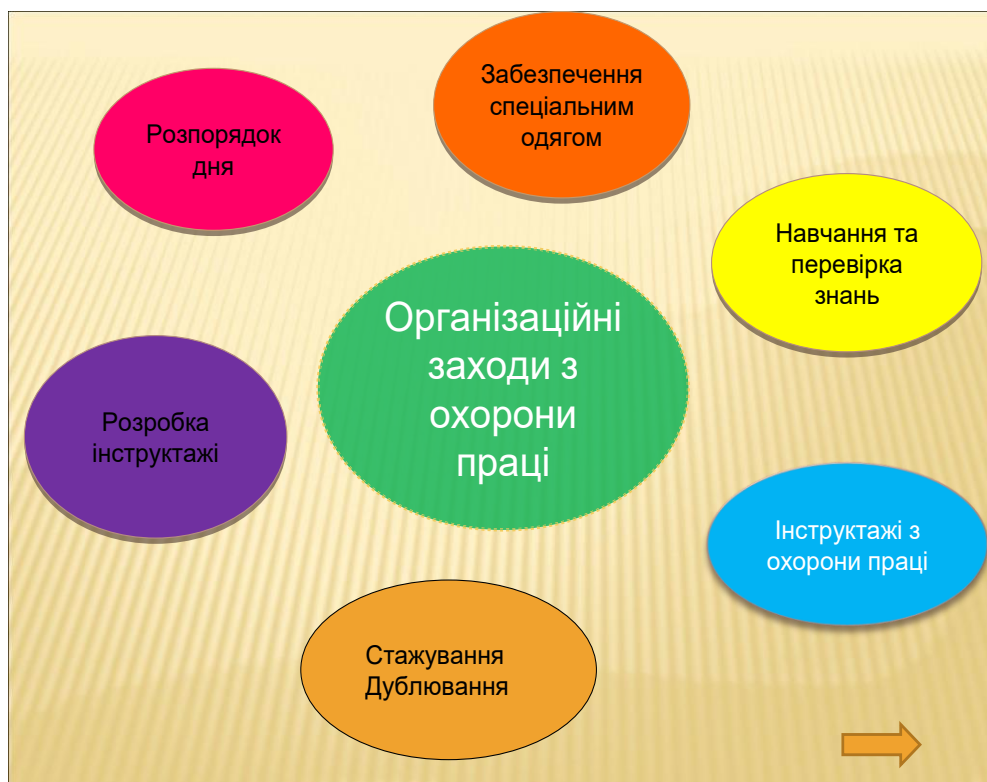 Забезпечення
спеціальним
одягом
Розпорядок
дня
Навчання та
перевірка
знань
Організаційні
заходи з
охорони
праці
Розробка
інструктажі
Інструктажі з
охорони праці
Стажування
Дублювання